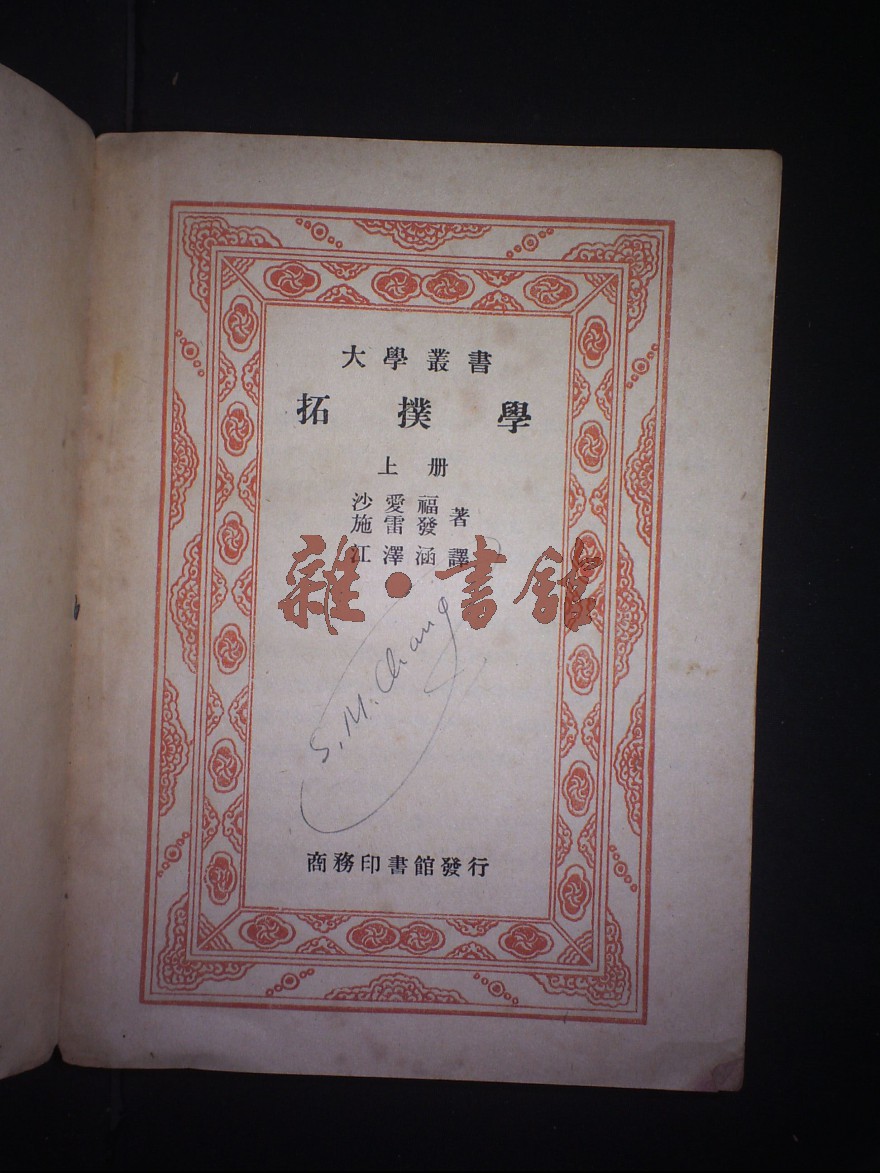 大學叢書
拓撲學
上册
沙愛福
施雷發 著
江澤涵 譯
雜·書館
S. M. Chang
商務印書館發行